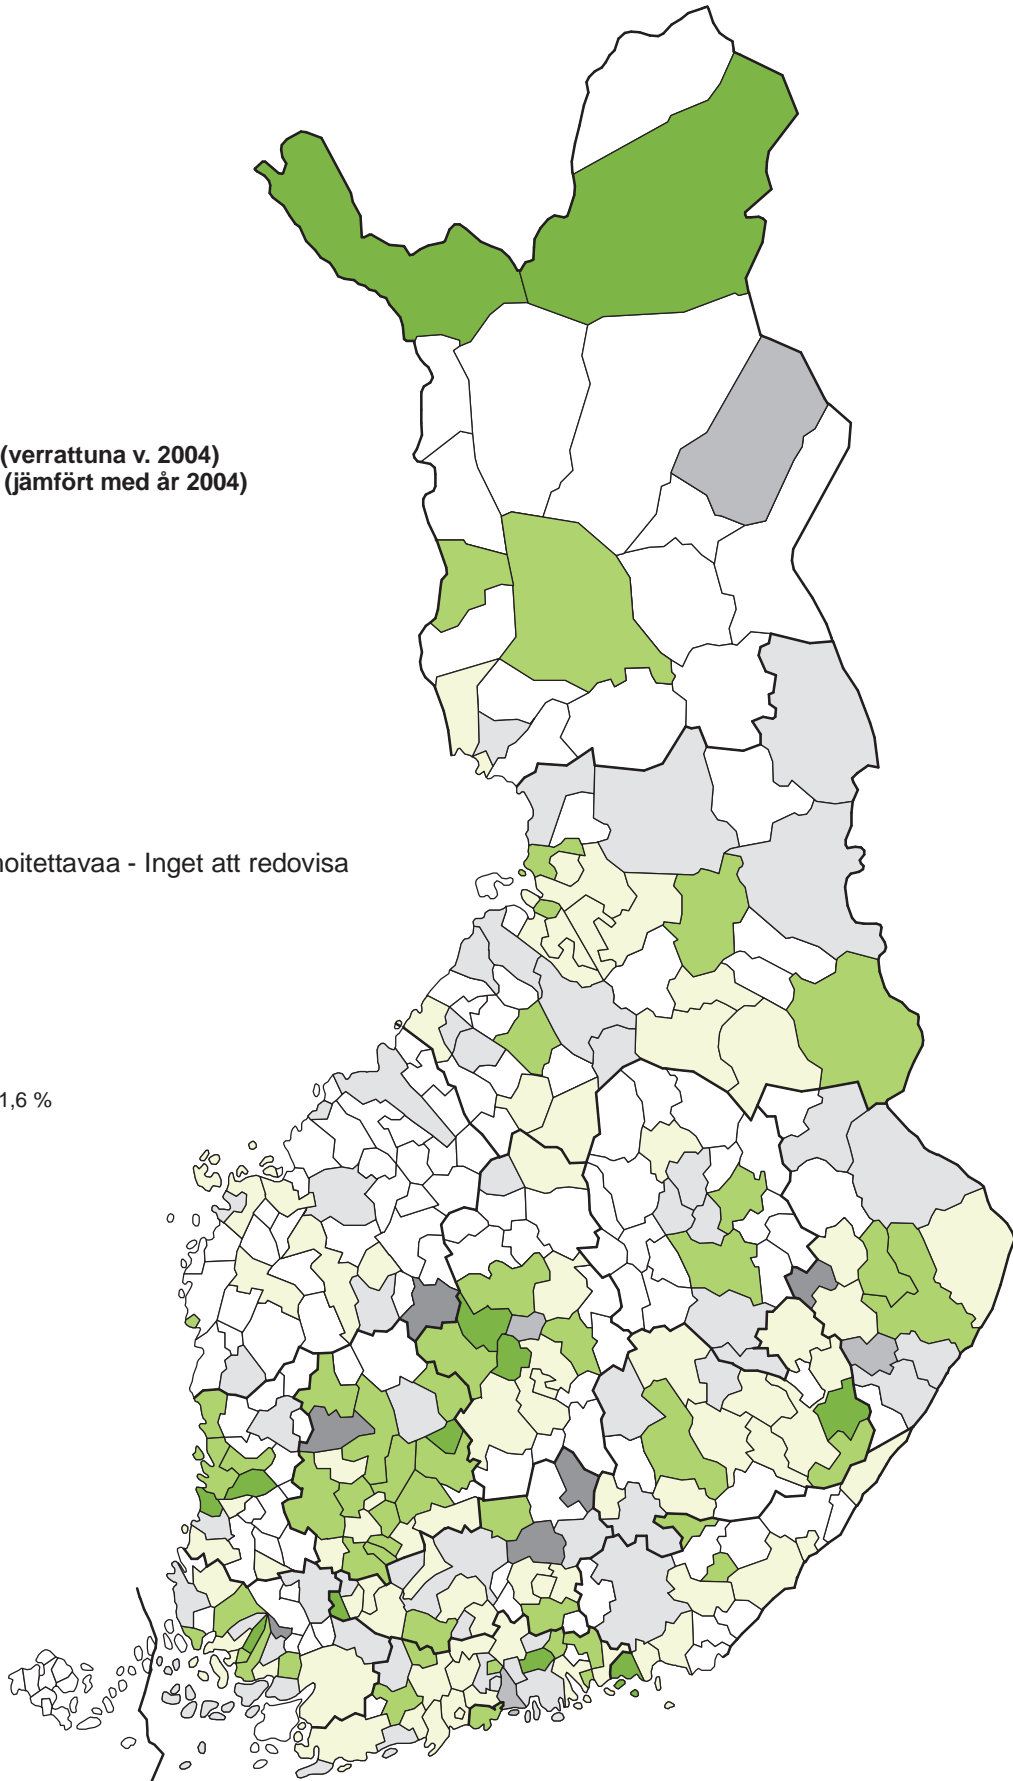 (verrattuna v. 2004)
(jämfört med år 2004)
noitettavaa - Inget att redovisa
1,6 %